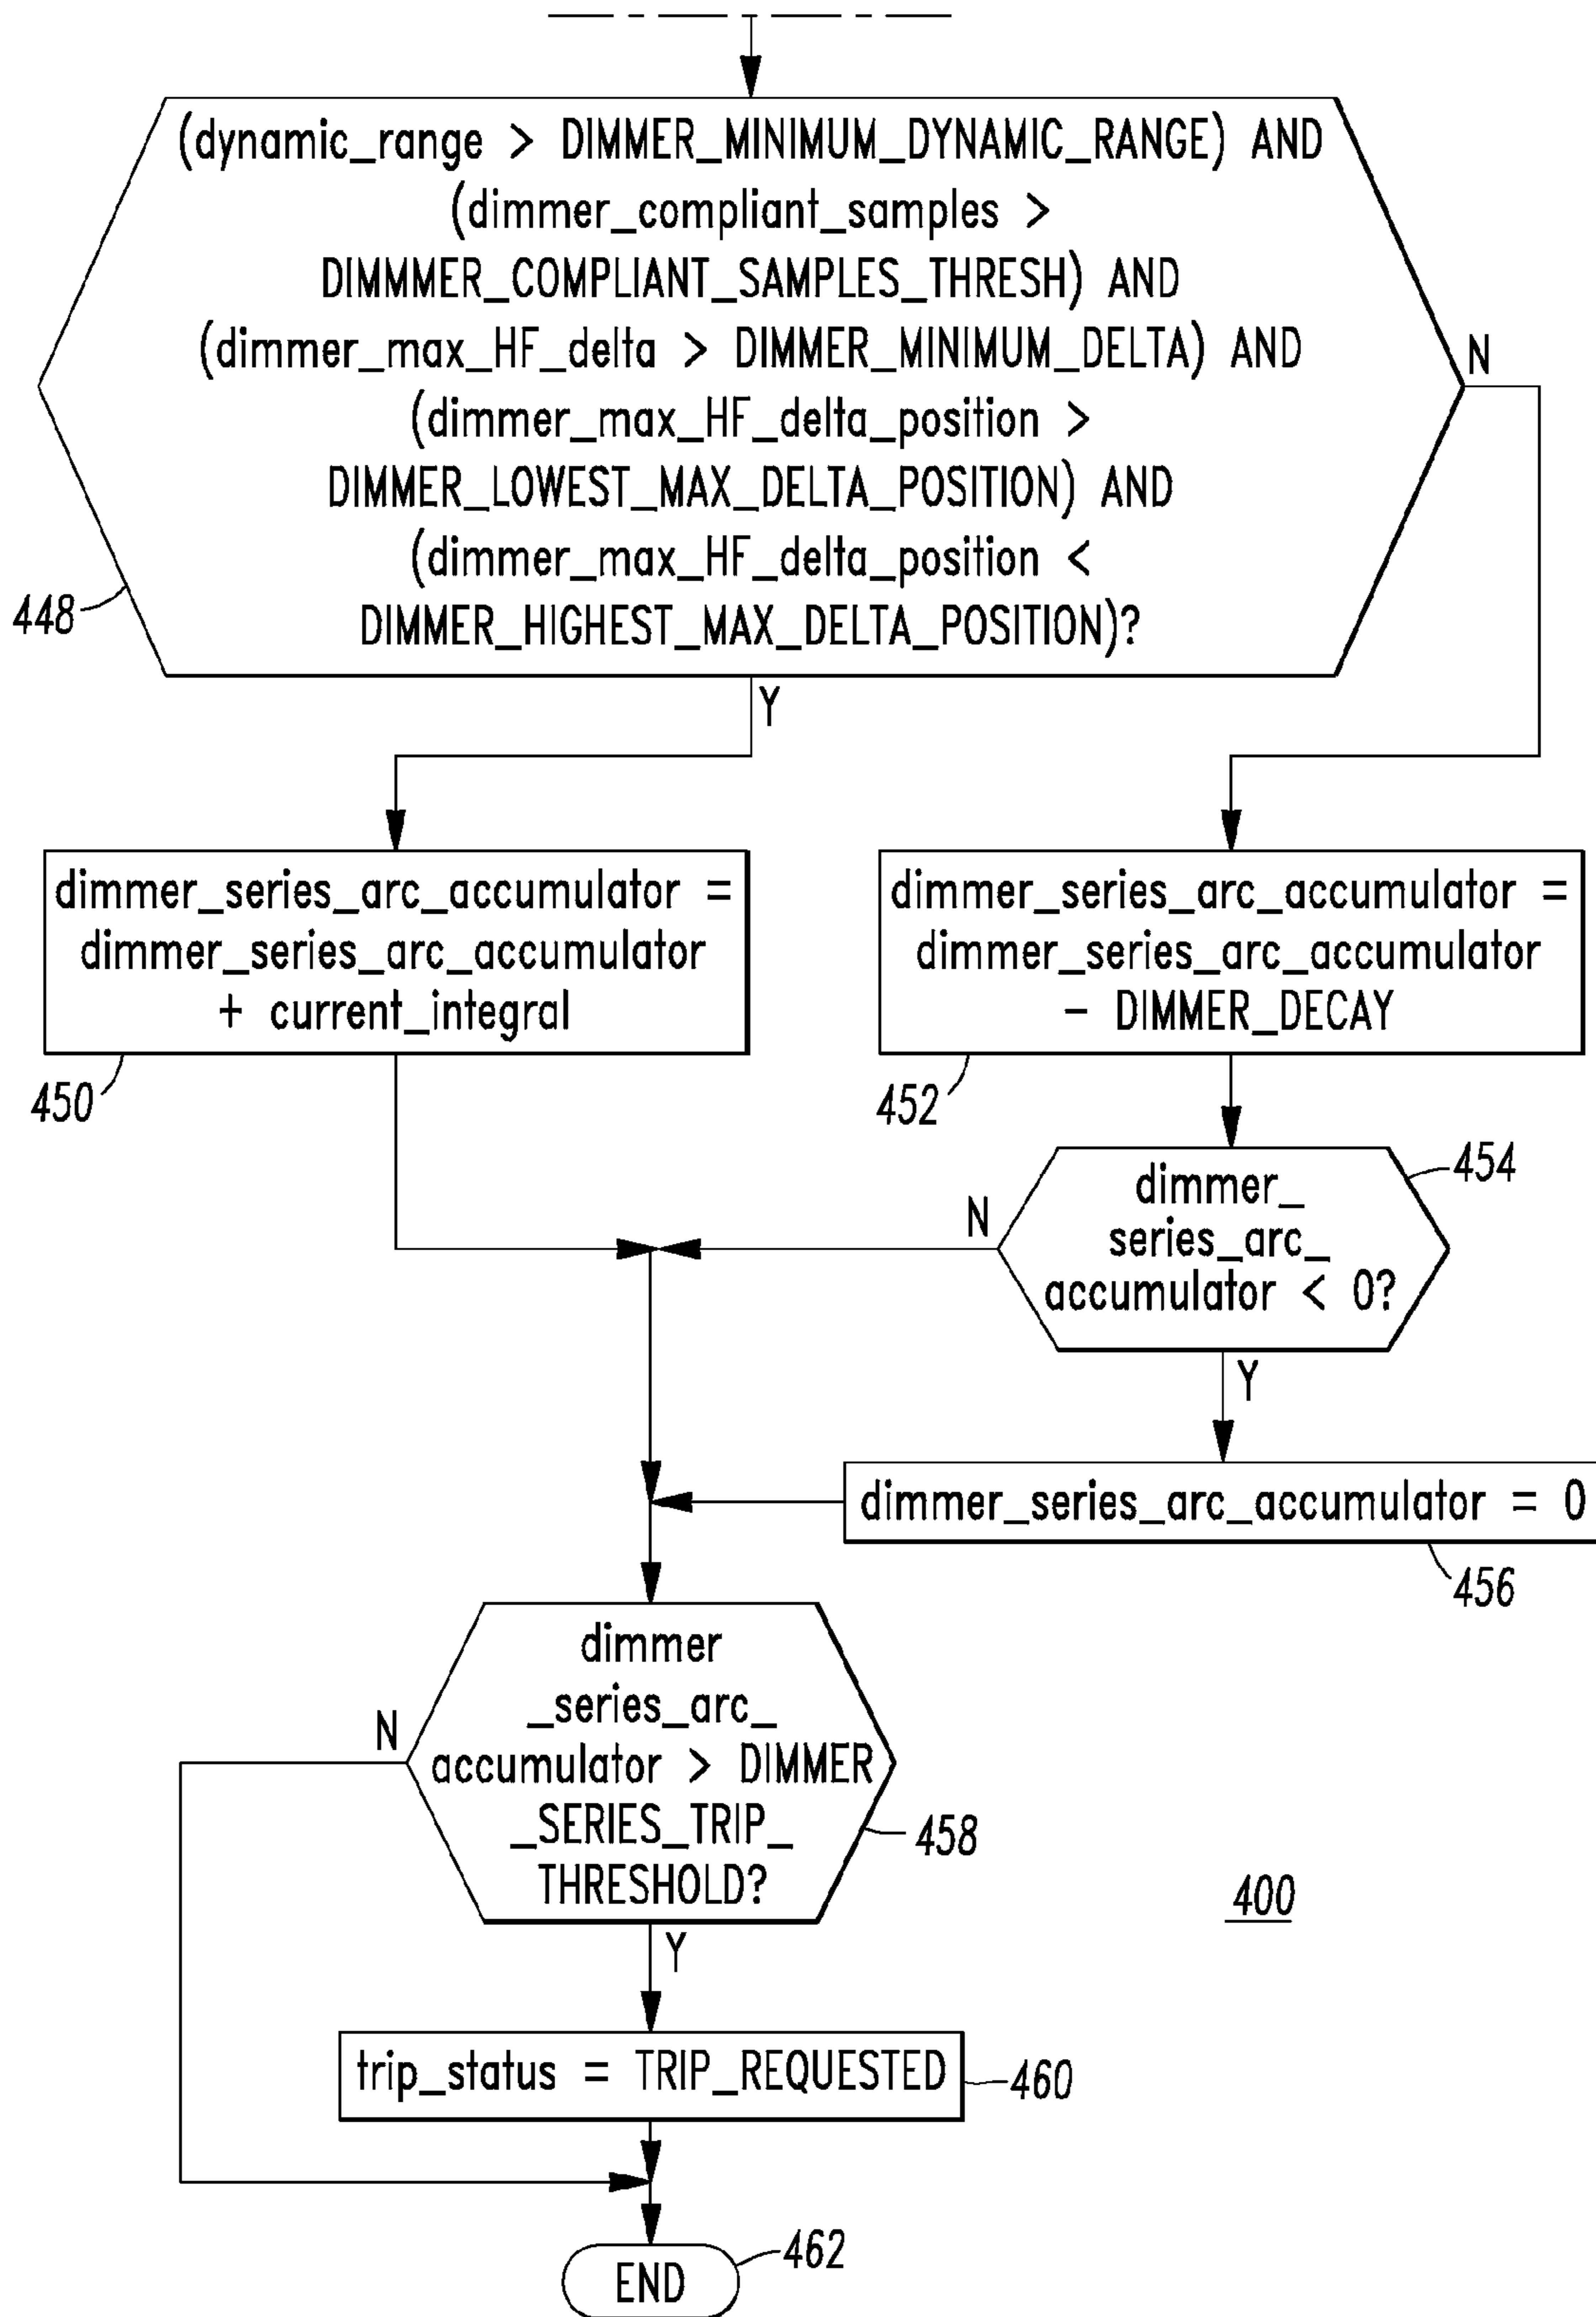 (dynamic_range > DIMMER_MINIMUM_DYNAMIC_RANGE) AND
(dimmer_compliant_samples >
DIMMMER_COMPLIANT_SAMPLES_THRESH) AND
(dimmer_max_HF_delta > DIMMER_MINIMUM_DELTA) AND
(dimmer_max_HF_delta_position >
DIMMER_LOWEST_MAX_DELTA_POSITION) AND
(dimmer_max_HF_delta_position <
DIMMER_HIGHEST_MAX_DELTA_POSITION)?
N
448
Y
dimmer_series_arc_accumulator =
dimmer_series_arc_accumulator
+ current_integral
450
dimmer_series_arc_accumulator =
dimmer_series_arc_accumulator
- DIMMER_DECAY
452
dimmer_
series_arc_
accumulator < 0?
454
N
Y
dimmer_series_arc_accumulator = 0
456
dimmer
_series_arc_
accumulator > DIMMER
_SERIES_TRIP_
THRESHOLD?
N
458
400
Y
trip_status = TRIP_REQUESTED
460
END
462